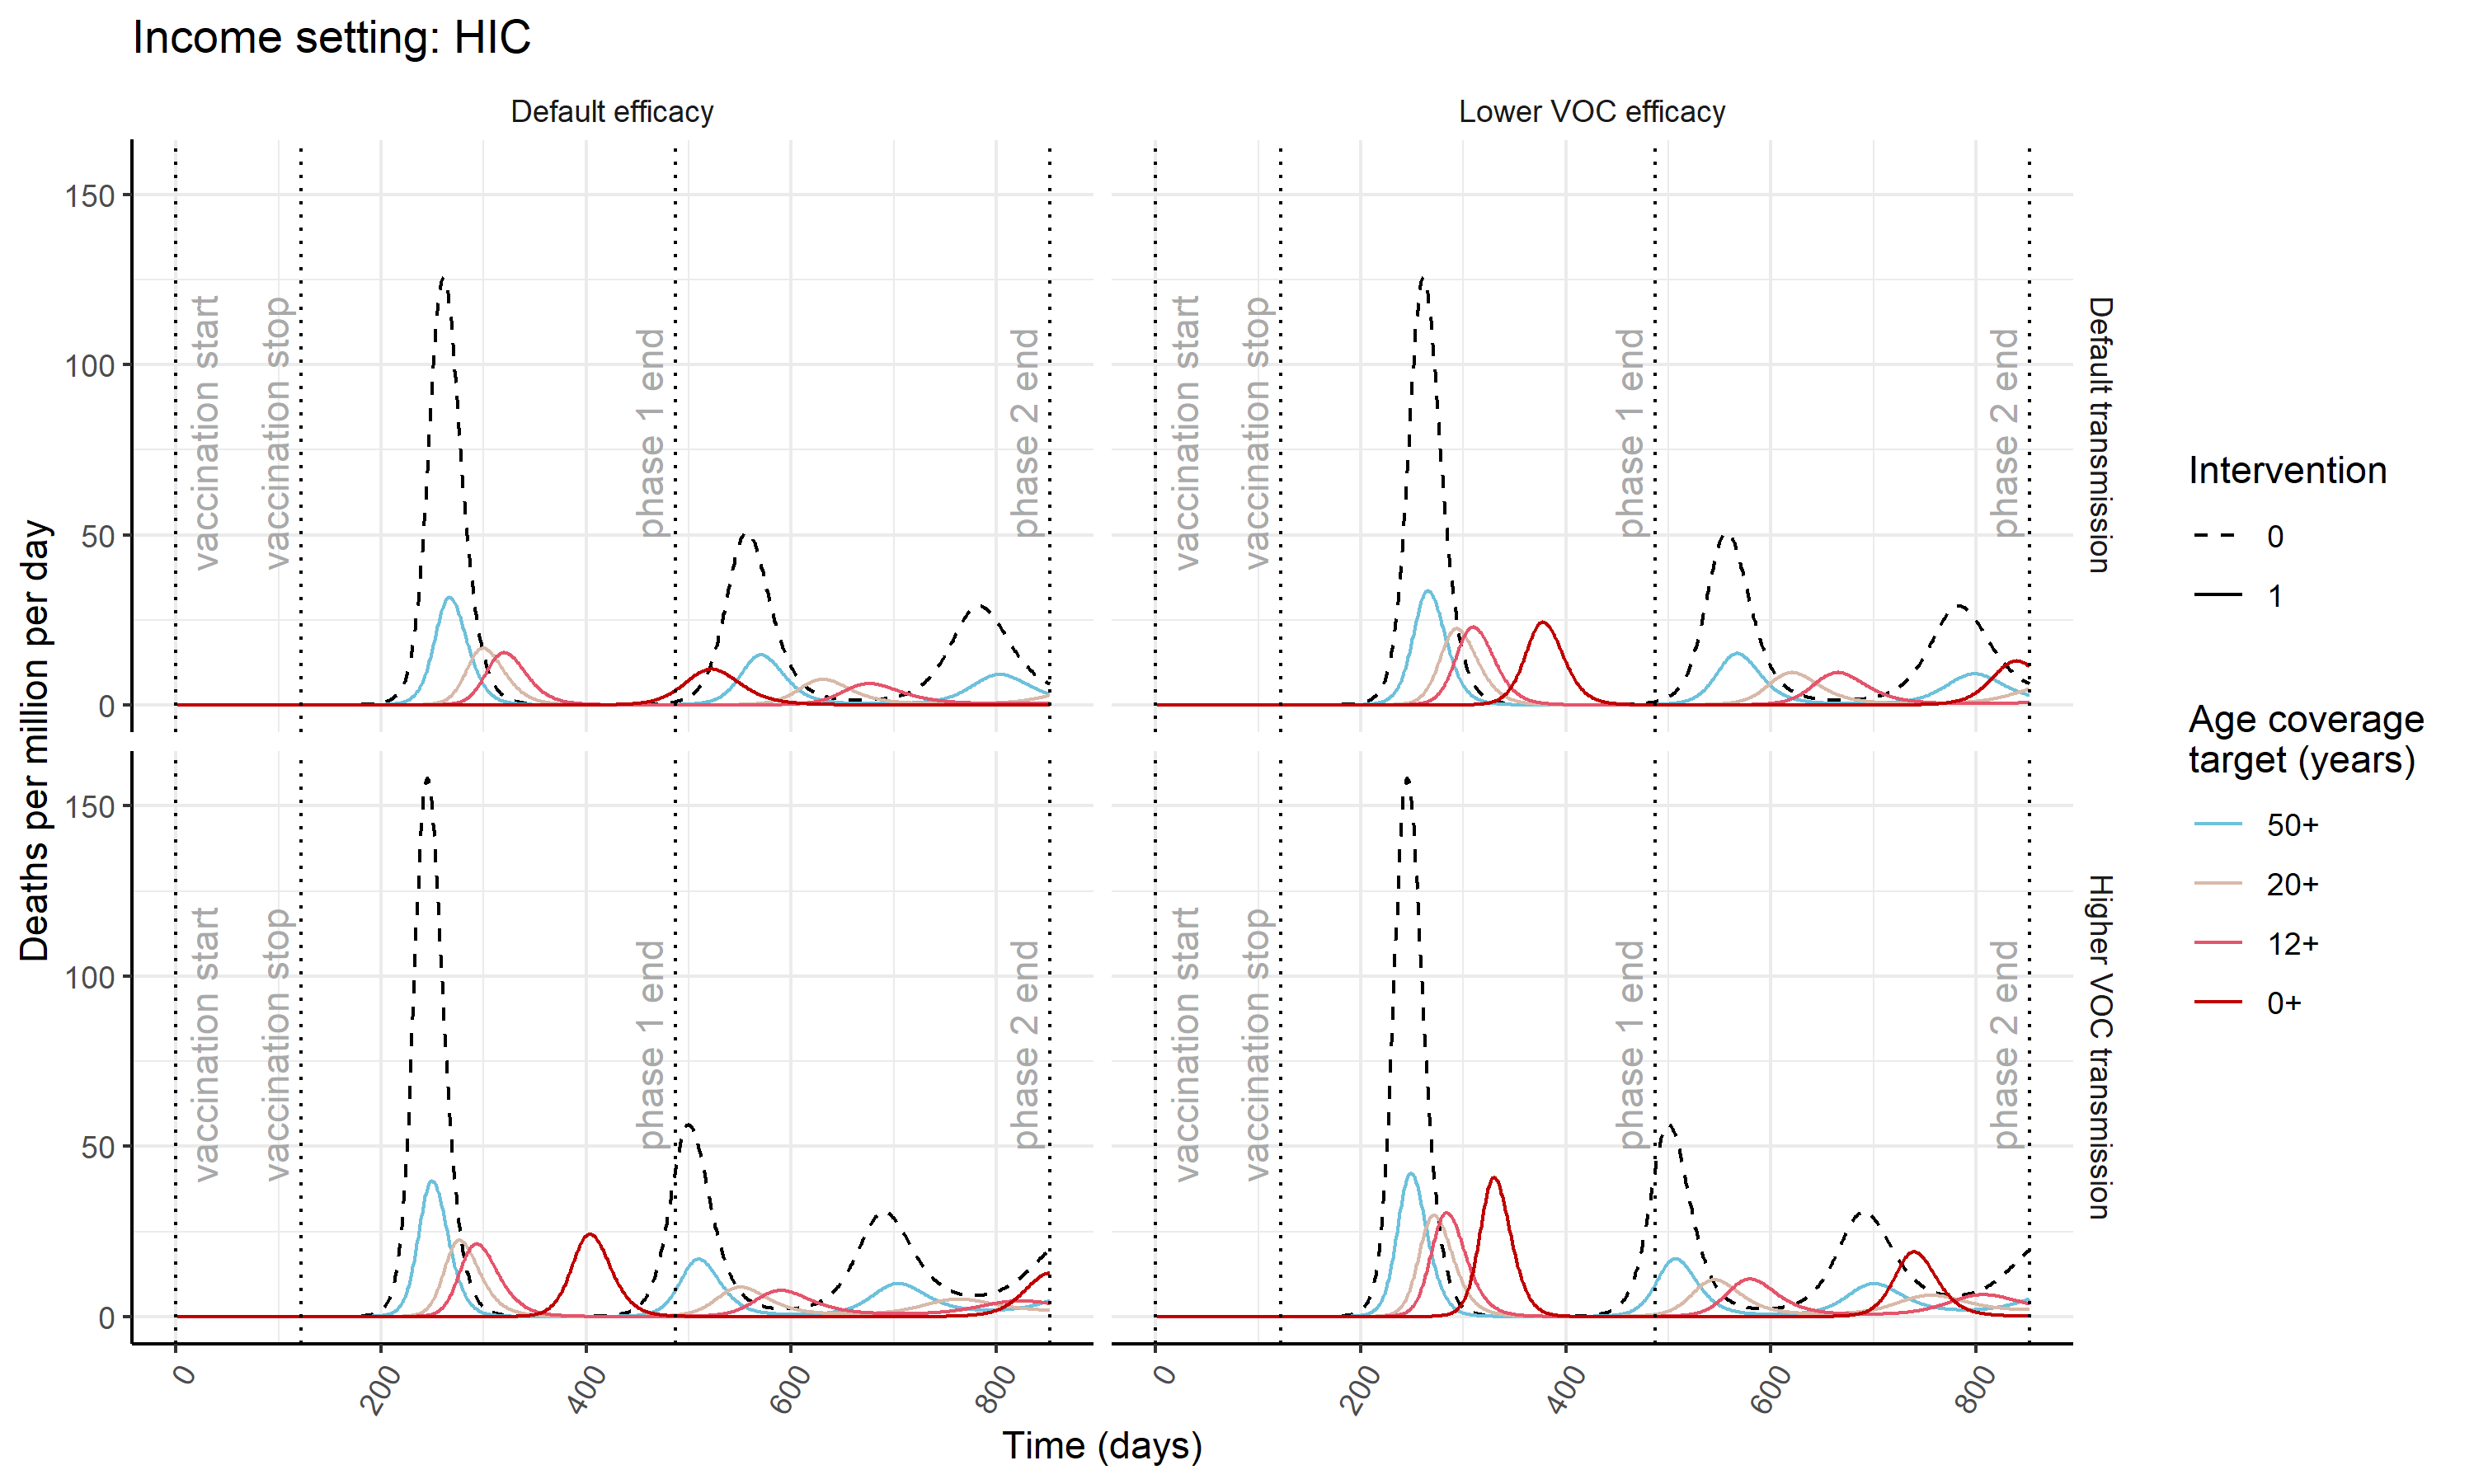 Income setting: HIC
Default efficacy
Lower VOC efficacy
Deaths per million per day
150
100
50
0
vaccination start
vaccination stop
phase 1 end
phase 2 end
vaccination start
vaccination stop
phase 1 end
phase 2 end
Default transmission
150
100
50
0
vaccination start
vaccination stop
phase 1 end
phase 2 end
vaccination start
vaccination stop
phase 1 end
phase 2 end
Higher VOC transmission
0
200
400
600
800
0
200
400
600
800
Time (days)
Intervention
0
1
Age coverage
target (years)
50+
20+
12+
0+